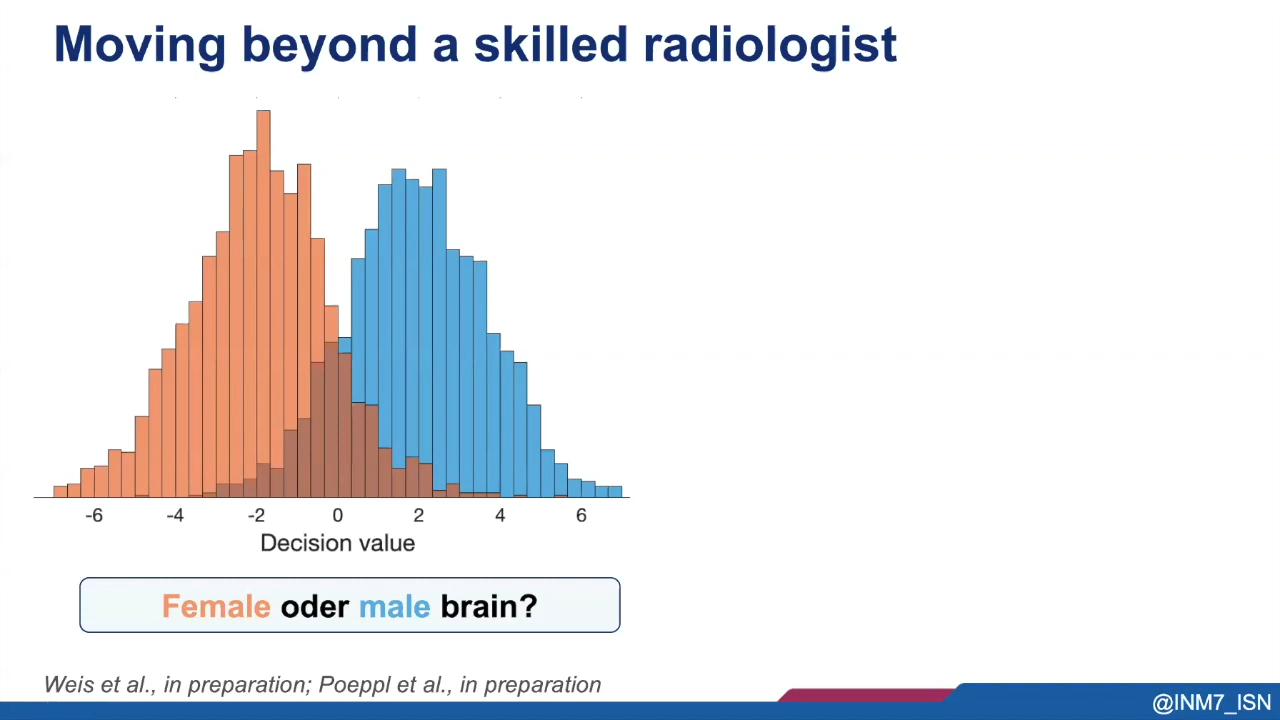 Moving beyond a skilled radiologist
-6 -4 -2 0 2 4 6
Decision value
Female oder male brain?
Weis et al., in preparation; Poeppl et al., in preparation
@INM7_ISN